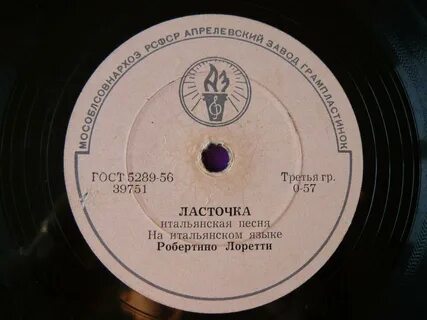 МОСОБЛСОВНАРХОЗ РСФСР АПРЕЛЕВСКИЙ ЗАВОД ГРАМПЛАСТИНОК
ГОСТ 5289-56
39751
Третья гр.
0-57
ЛАСТОЧКА
итальянская песня
На итальянском языке
Робертино Лоретти